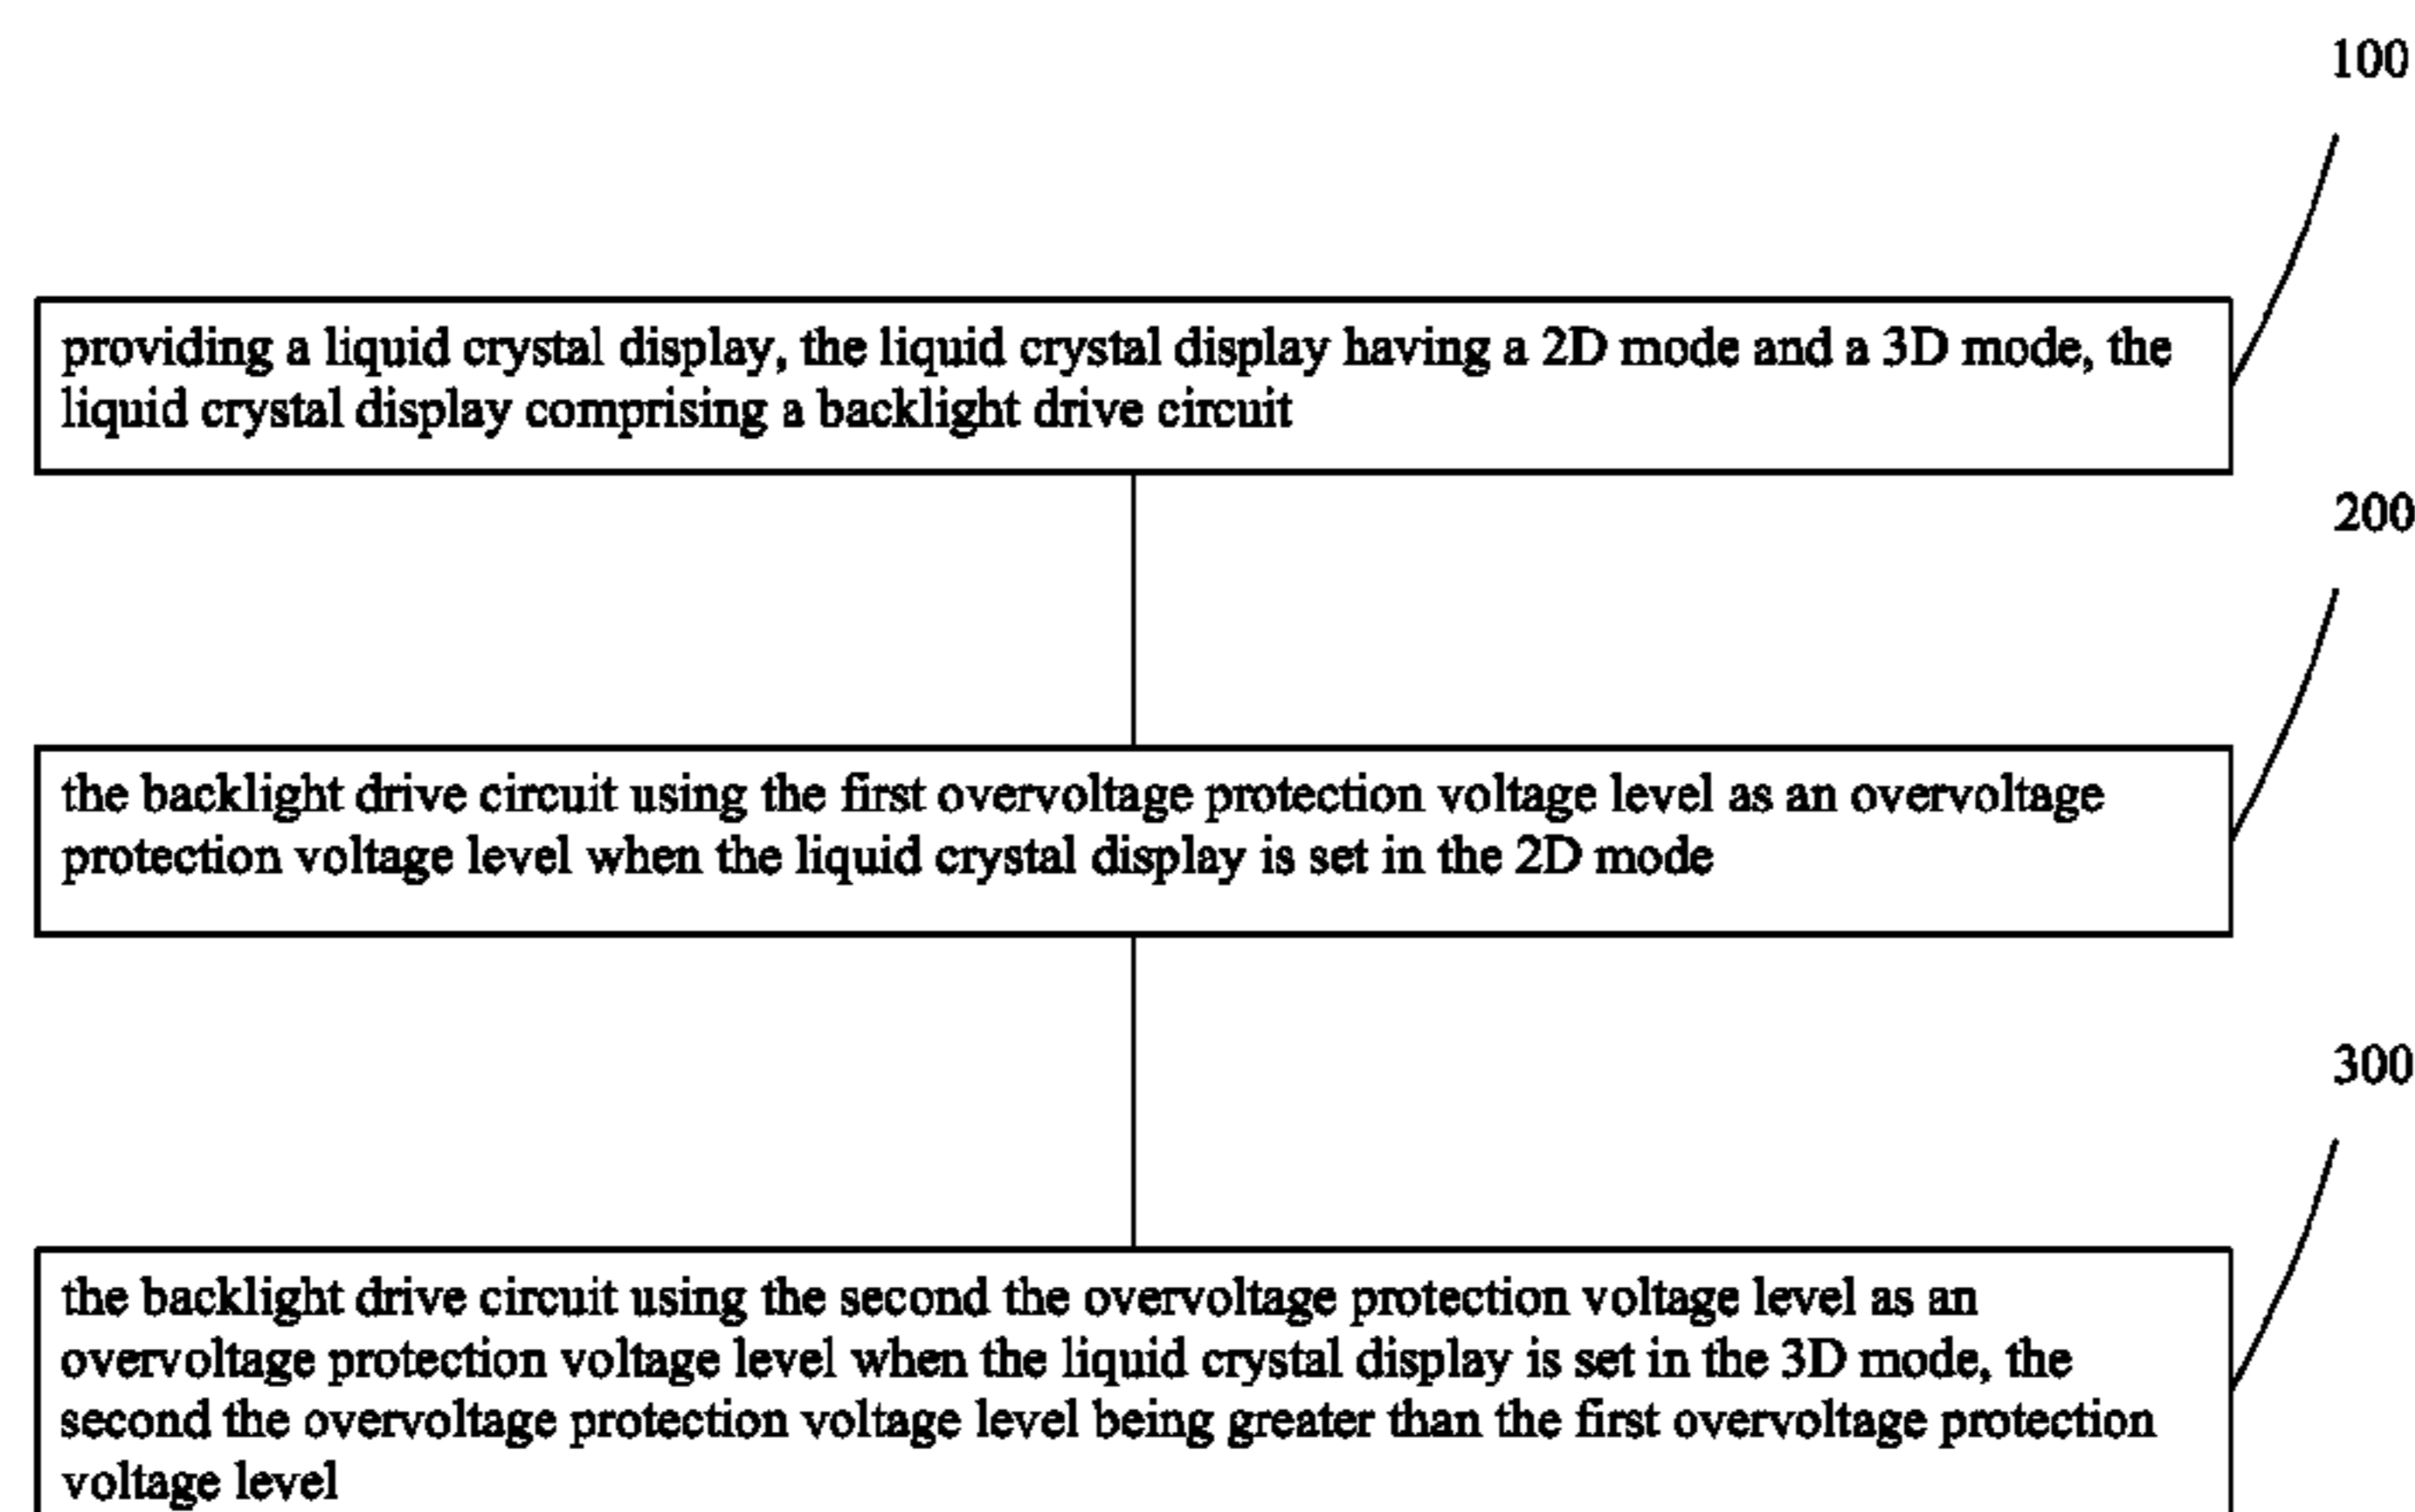 100
providing a liquid crystal display, the liquid crystal display having a 2D mode and a 3D mode, the
liquid crystal display comprising a backlight drive circuit
200
the backlight drive circuit using the first overvoltage protection voltage level as an overvoltage
protection voltage level when the liquid crystal display is set in the 2D mode
300
the backlight drive circuit using the second the overvoltage protection voltage level as an
overvoltage protection voltage level when the liquid crystal display is set in the 3D mode, the
second the overvoltage protection voltage level being greater than the first overvoltage protection
voltage level